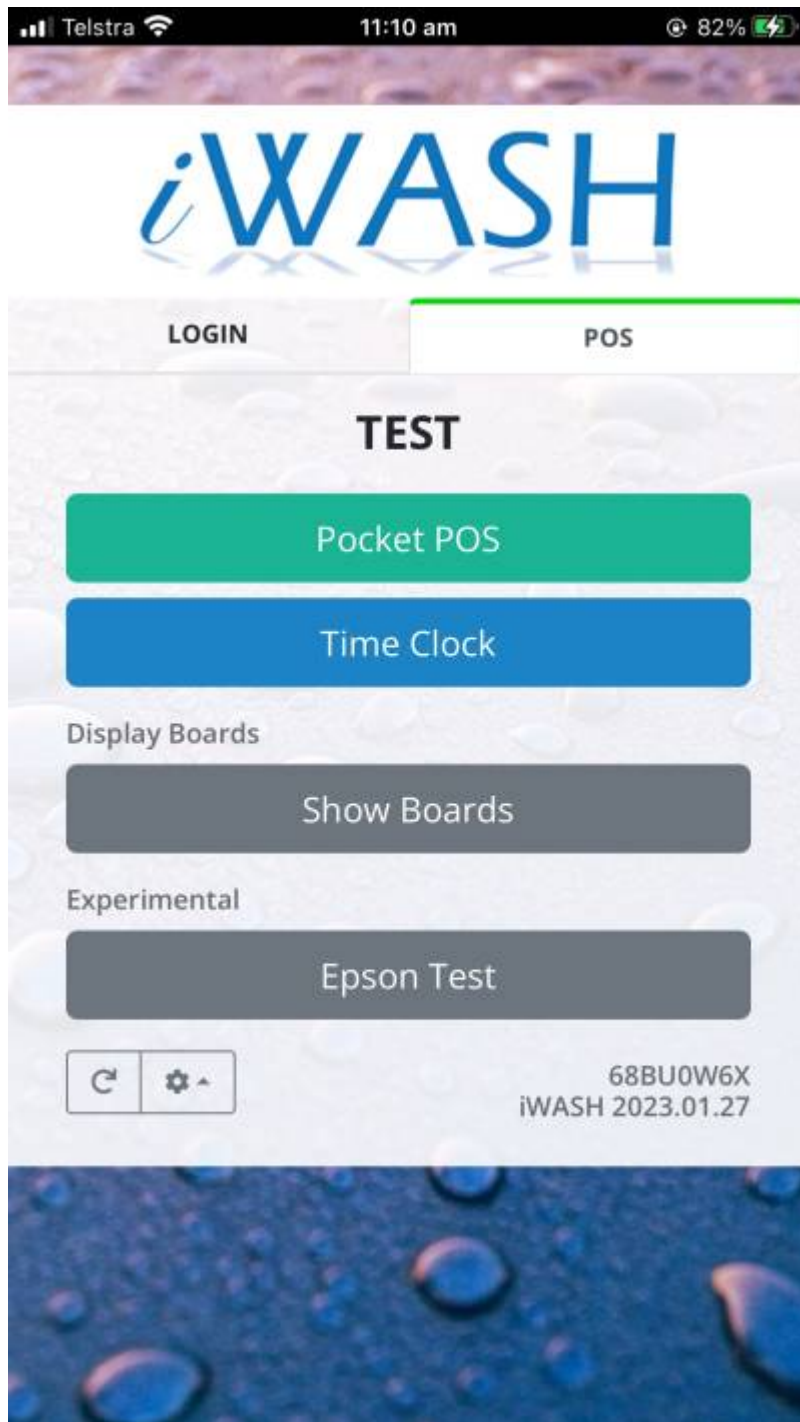 Telstra 11:10 am 82%
iWASH
LOGIN POS
TEST
Pocket POS
Time Clock
Display Boards
Show Boards
Experimental
Epson Test
68BU0W6X
iWASH 2023.01.27